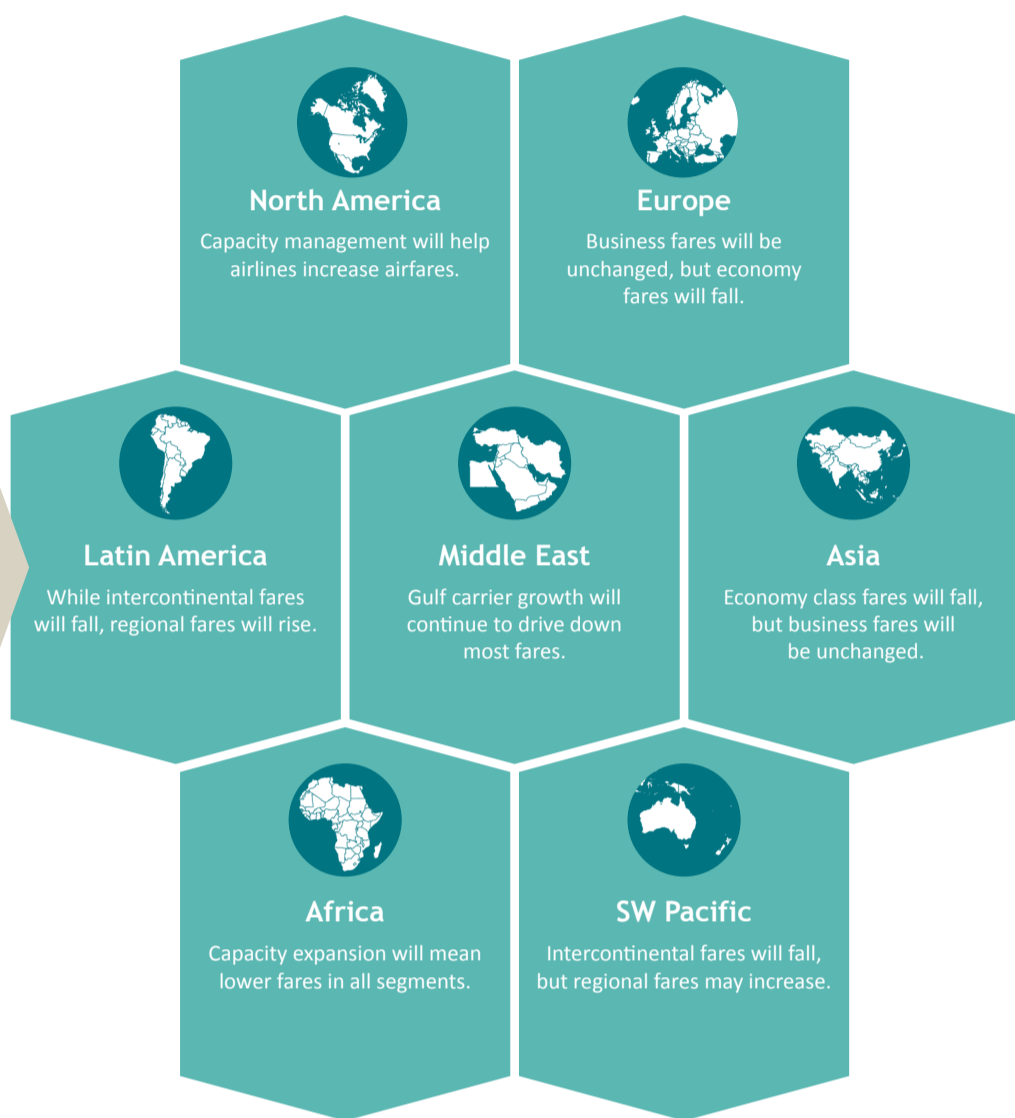 North America
Capacity management will help
airlines increase airfares.
Europe
Business fares will be
unchanged, but economy
fares will fall.
Latin America
While intercontinental fares
will fall, regional fares will rise.
Middle East
Gulf carrier growth will
continue to drive down
most fares.
Asia
Economy class fares will fall,
but business fares will
be unchanged.
Africa
Capacity expansion will mean
lower fares in all segments.
SW Pacific
Intercontinental fares will fall,
but regional fares may increase.